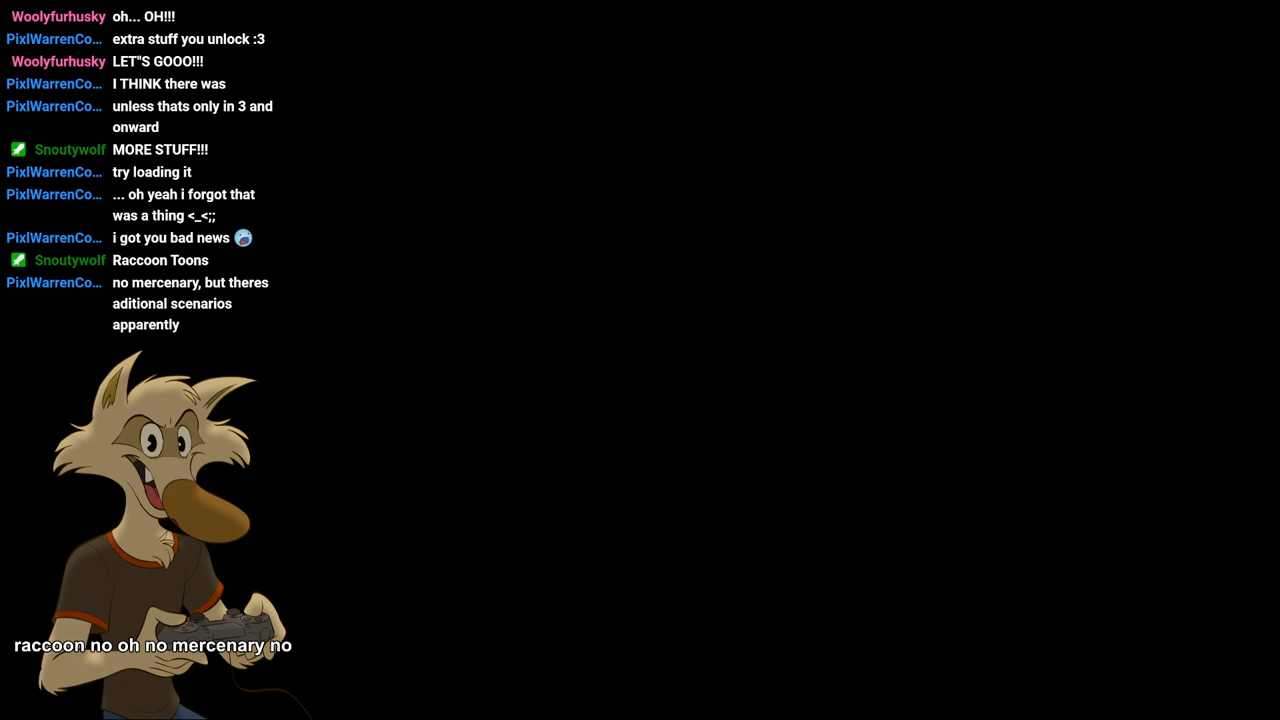 Woolyfurhusky oh... OH!!!
PixlWarrenCo... extra stuff you unlock :3
Woolyfurhusky LET"S GOOO!!!
PixlWarrenCo... I THINK there was
PixlWarrenCo... unless thats only in 3 and
onward
Snoutywolf MORE STUFF!!!
PixlWarrenCo... try loading it
PixlWarrenCo... ... oh yeah i forgot that
was a thing <_<;;
PixlWarrenCo... i got you bad news
Snoutywolf Raccoon Toons
PixlWarrenCo... no mercenary, but theres
aditional scenarios
apparently
raccoon no oh no mercenary no